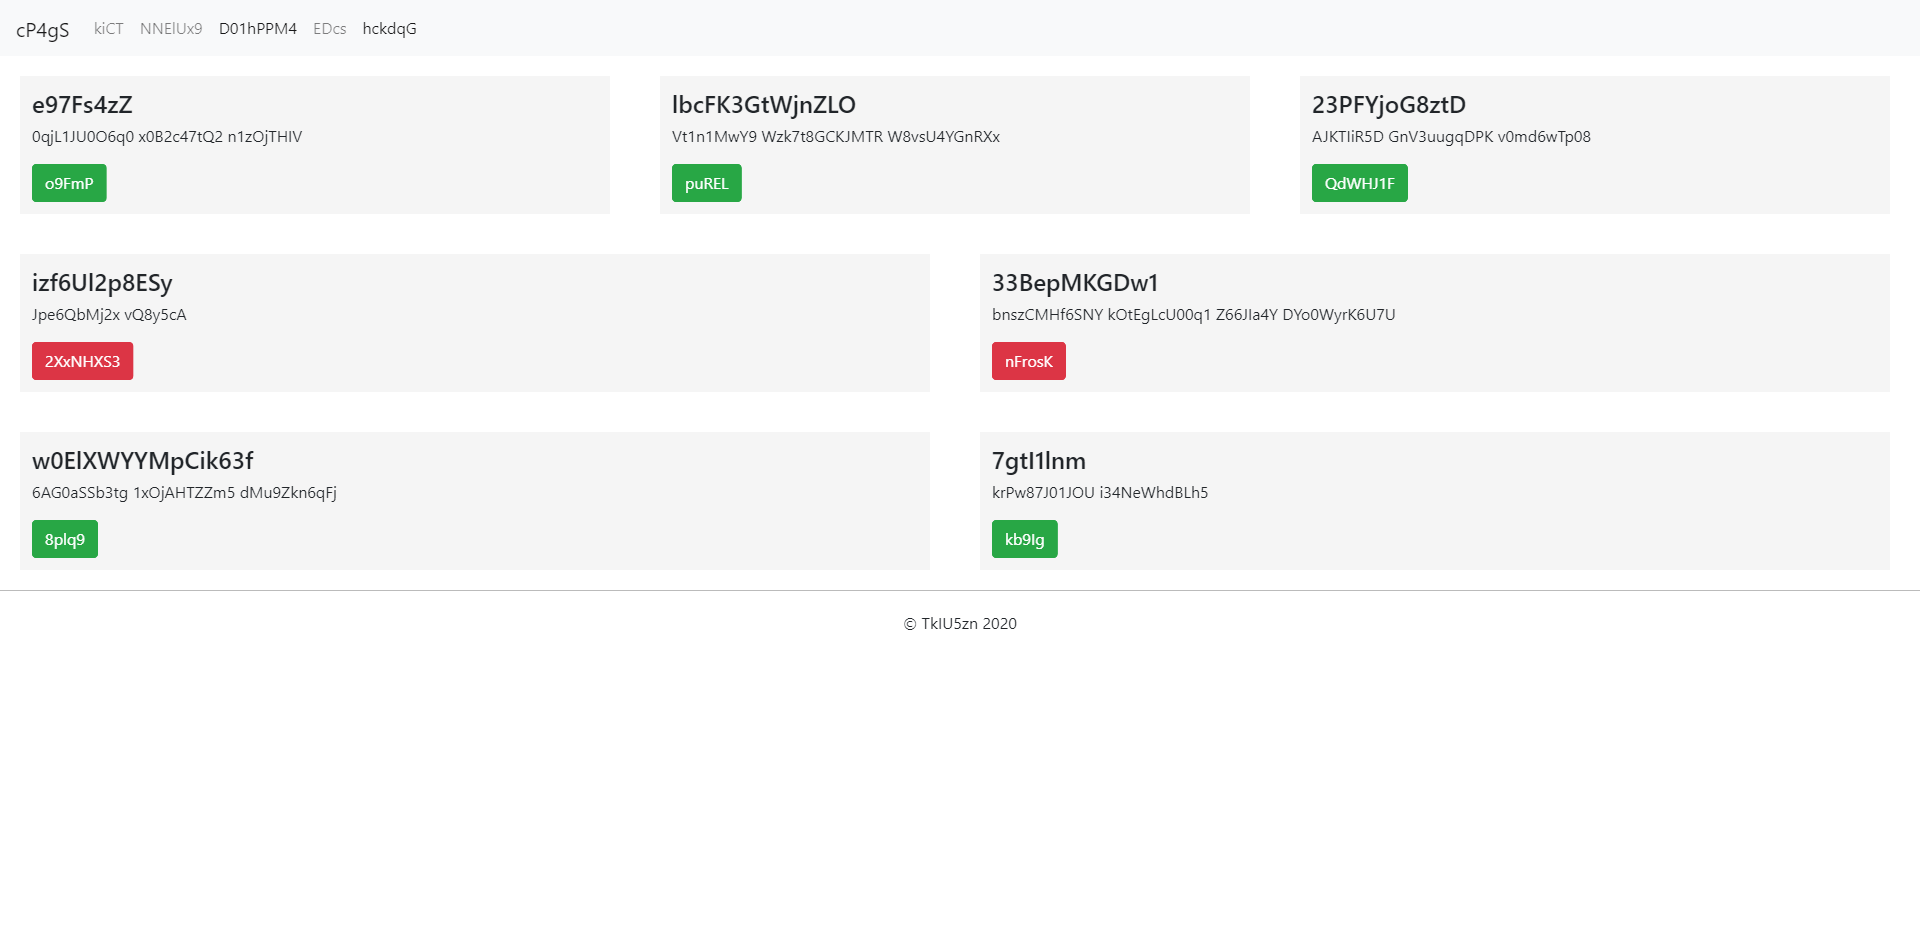 cP4gS kiCT NNElUx9 D01hPPM4 EDcs hckdqG
e97Fs4zZ
0qjL1JU0O6q0 x0B2c47tQ2 n1zOjTHIV
o9FmP
lbcFK3GtWjnZLO
Vt1n1MwY9 Wzk7t8GCKJMTR W8vsU4YGnRXx
puREL
23PFYjoG8ztD
AJKTIiR5D GnV3uugqDPK v0md6wTp08
QdWHJ1F
izf6Ul2p8ESy
Jpe6QbMj2x vQ8y5cA
2XxNHXS3
33BepMKGDw1
bnszCMHf6SNY kOtEgLcU00q1 Z66JIa4Y DYo0WyrK6U7U
nFrosK
w0ElXWYYMpCik63f
6AG0aSSb3tg 1xOjAHTZZm5 dMu9Zkn6qFj
8plq9
7gtI1lnm
krPw87J01JOU i34NeWhdBLh5
kb9Ig
© TkIU5zn 2020